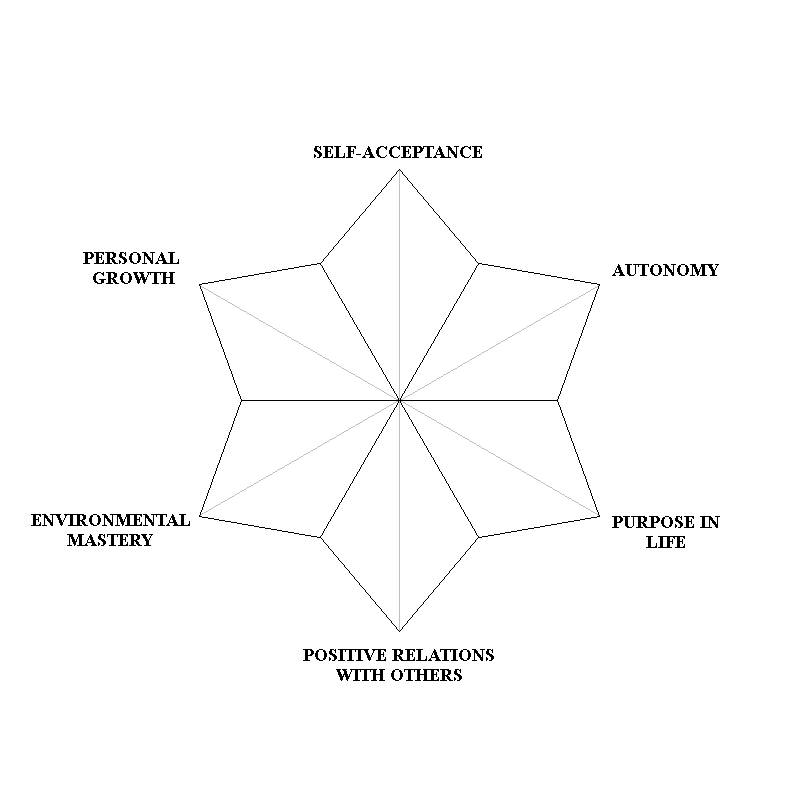 SELF-ACCEPTANCE
PERSONAL
GROWTH
AUTONOMY
ENVIRONMENTAL
MASTERY
PURPOSE IN
LIFE
POSITIVE RELATIONS
WITH OTHERS